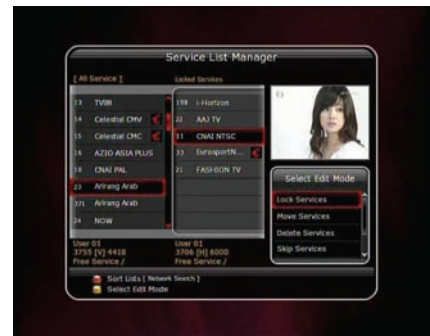 Service List Manager
[ All Service ]
Locked Services
13 TVBI
14 Celestial CMV
15 Celestial CMC
16 AZIO ASIA PLUS
18 CNAI PAL
23 Arirang Arab
371 Arirang Arab
24 NOW
198 i-Horizon
22 AAJ TV
11 CNAI NTSC
33 EurosportN...
21 FASHION TV
Select Edit Mode
Lock Services
Move Services
Delete Services
Skip Services
User 01
3755 [V] 4418
Free Service /
User 01
3706 [H] 6000
Free Service /
Sort Lists [ Network Search ]
Select Edit Mode